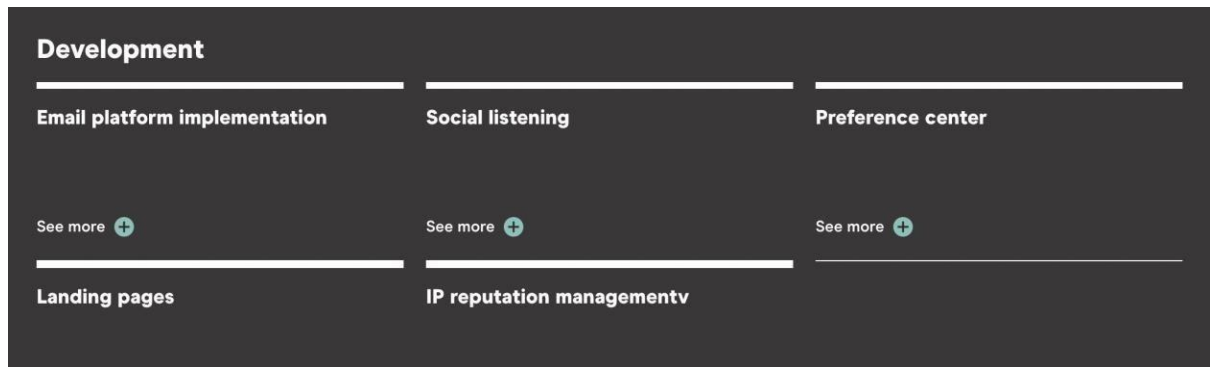 Development
Email platform implementation
Social listening
Preference center
See more
See more
See more
Landing pages
IP reputation managementv